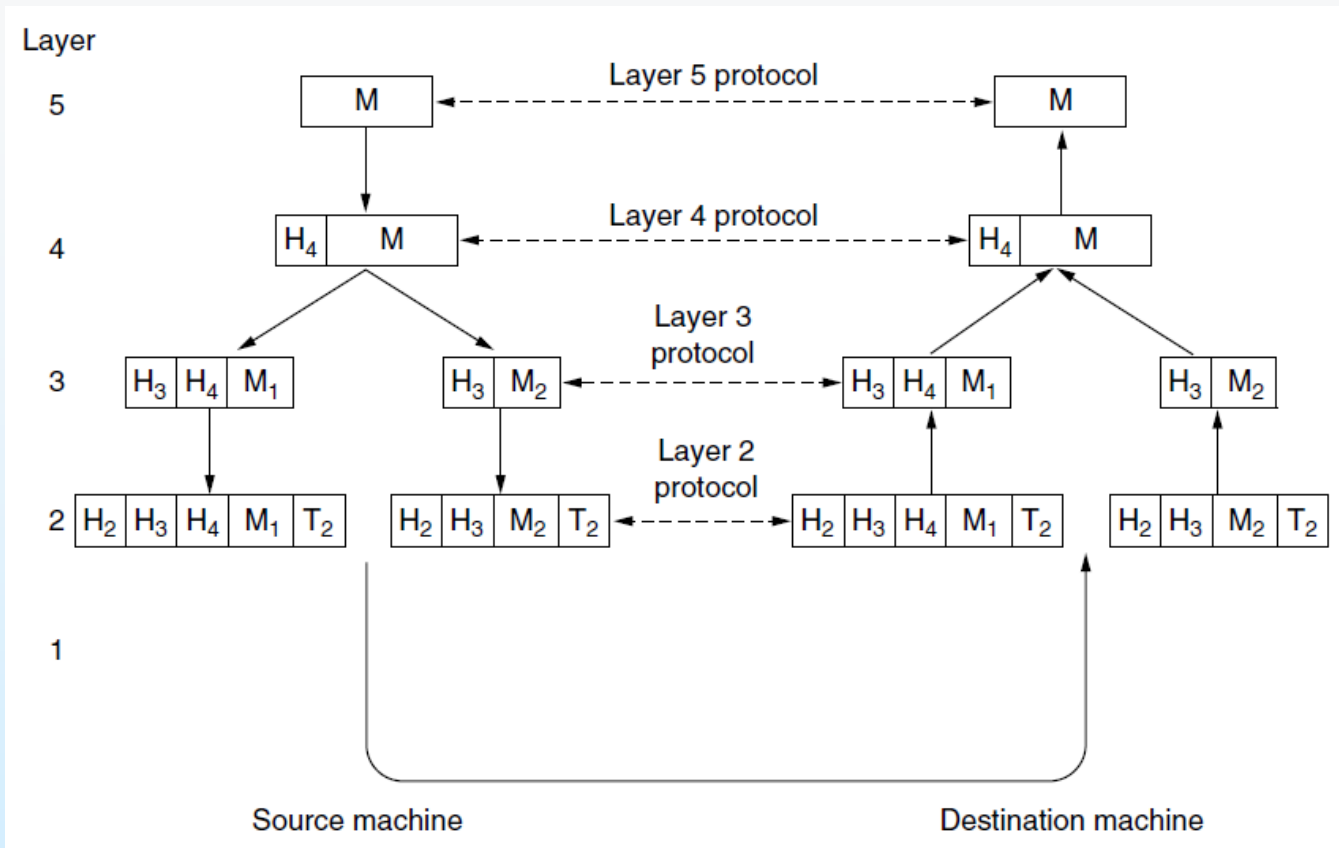 Layer
5
M
Layer 5 protocol
M
4
H₄ M
Layer 4 protocol
H₄ M
3
H₃ H₄ M₁
H₃ M₂
Layer 3
protocol
H₃ H₄ M₁
H₃ M₂
2
H₂ H₃ H₄ M₁ T₂
H₂ H₃ M₂ T₂
Layer 2
protocol
H₂ H₃ H₄ M₁ T₂
H₂ H₃ M₂ T₂
1
Source machine
Destination machine